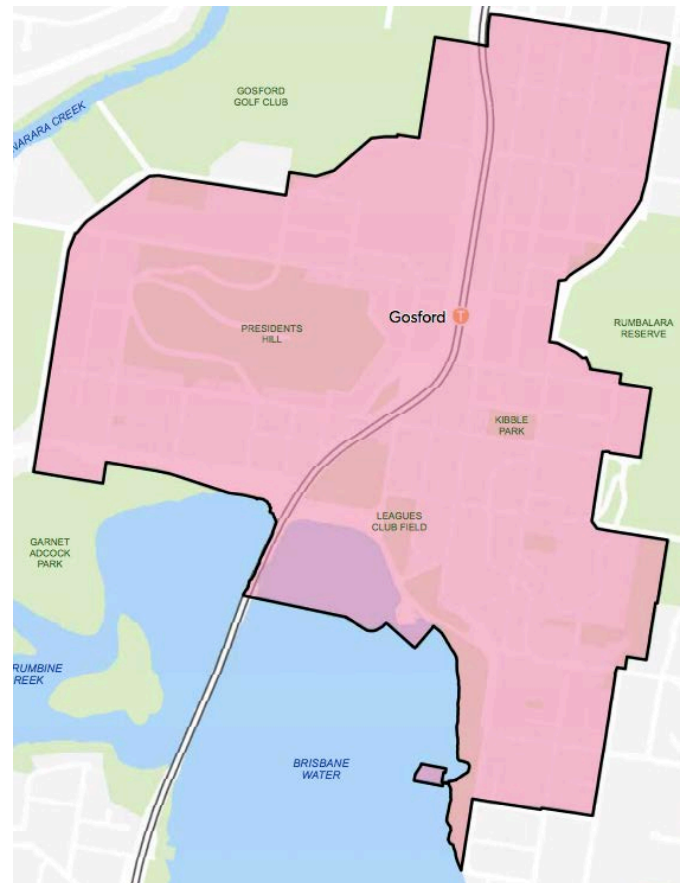 GOSFORD
GOLF CLUB
NARARA CREEK
Gosford
T
PRESIDENTS
HILL
RUMBALARA
RESERVE
KIBBLE
PARK
LEAGUES
CLUB FIELD
GARNET
ADCOCK
PARK
RUMBINE
REEK
BRISBANE
WATER